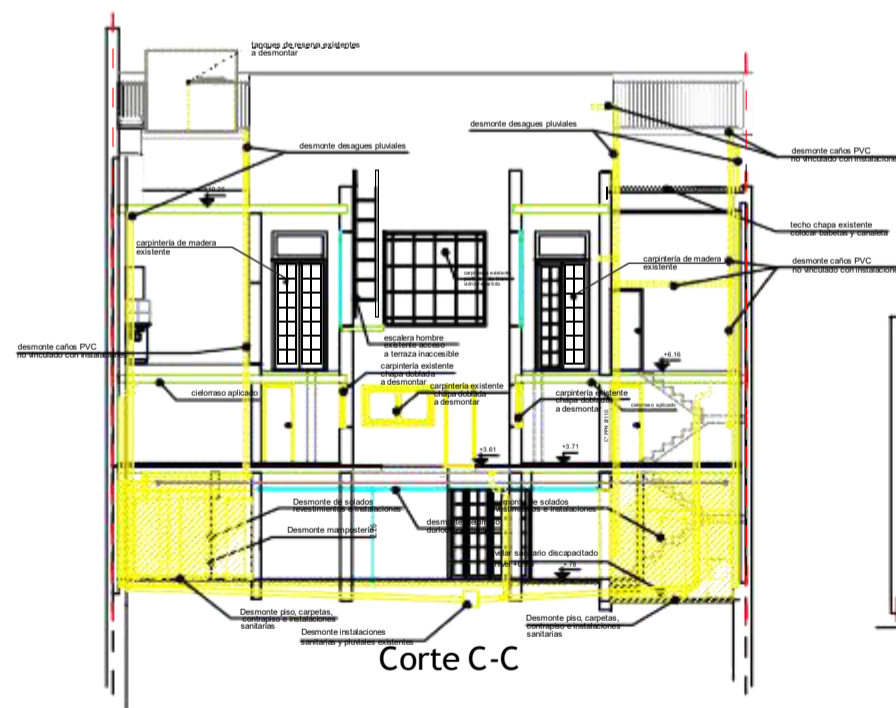 tanques de reserva existentes
a desmontar
desmonte desagues pluviales
desmonte desagues pluviales
desmonte caños PVC
no vinculado con instalaciones
techo chapa existente
colocar babetas y canaleta
carpintería de madera
existente
carpintería de madera
existente
desmonte caños PVC
no vinculado con instalacione
desmonte caños PVC
no vinculado con instalaciones
escalera hombre
existente acceso
a terraza inaccesible
+6.16
carpintería existente
chapa doblada
a desmontar
carpintería existente
chapa doblada
a desmontar
carpintería existente
chapa doblada
a desmontar
cielorraso aplicado
cielorraso aplicado
+3.61
+3.71
Desmonte de solados
revestimientos e instalaciones
de solados
e instalaciones
Desmonte mampostería
sanitario discapacitado
Desmonte piso, carpetas,
contrapiso e instalaciones
sanitarias
Desmonte instalaciones
sanitarias y pluviales existentes
Desmonte piso, carpetas,
contrapiso e instalaciones
sanitarias
Corte C-C